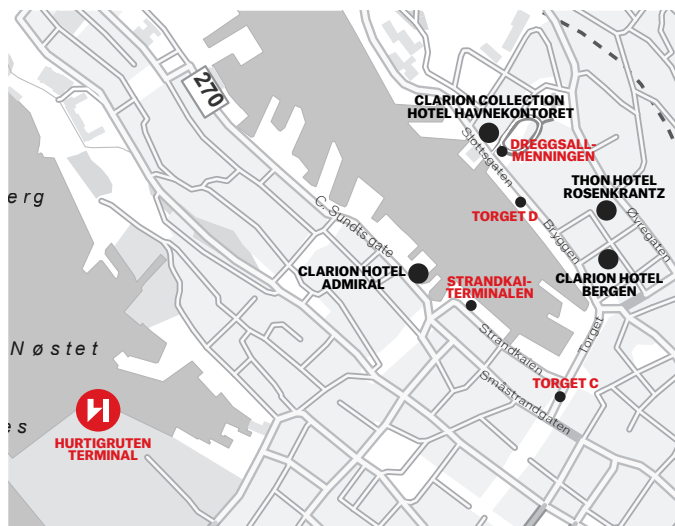 270
CLARION COLLECTION
HOTEL HAVNEKONTORET
DREGGSALL-
MENNINGEN
Slottsgaten
THON HOTEL
ROSENKRANTZ
erg
C. Sundts gate
TORGET D
Bryggen
Øvregaten
CLARION HOTEL
ADMIRAL
STRANDKAI-
TERMINALEN
CLARION HOTEL
BERGEN
Nøstet
Strandkaien
Torget
Småstrandgaten
TORGET C
es
HURTIGRUTEN
TERMINAL